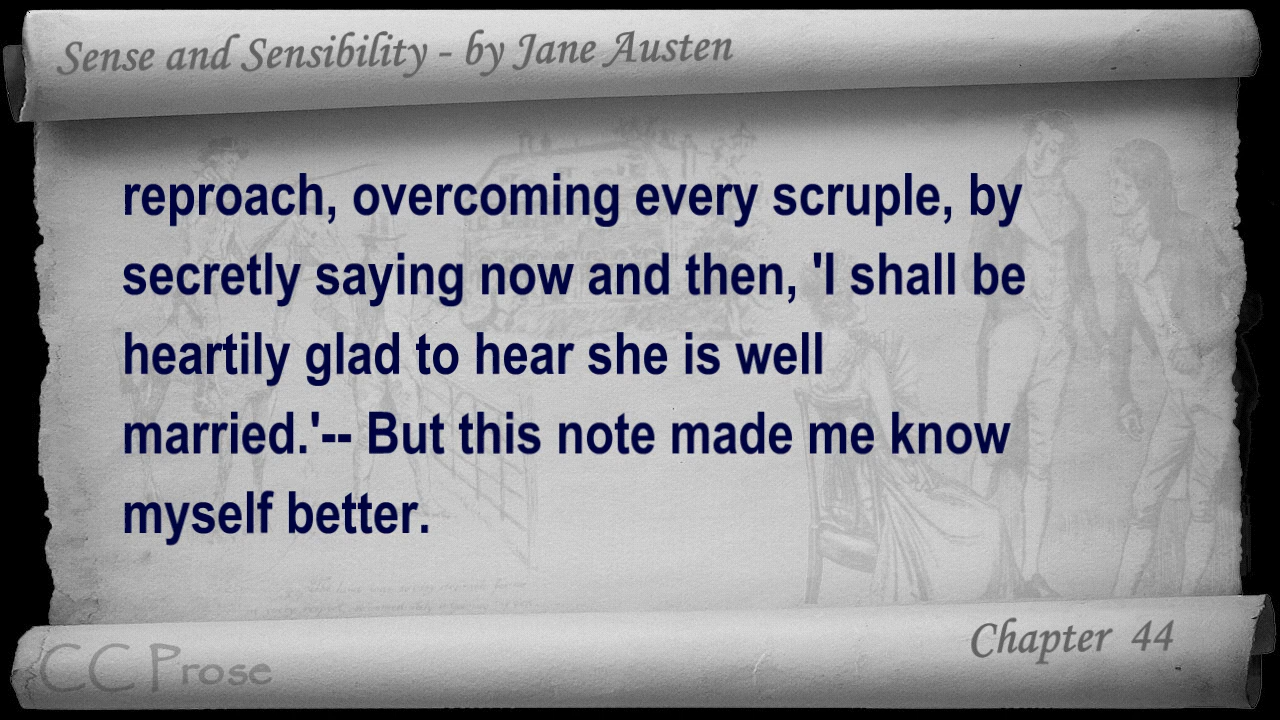 Sense and Sensibility - by Jane Austen
reproach, overcoming every scruple, by
secretly saying now and then, 'I shall be
heartily glad to hear she is well
married.'-- But this note made me know
myself better.
Chapter 44
CC Prose